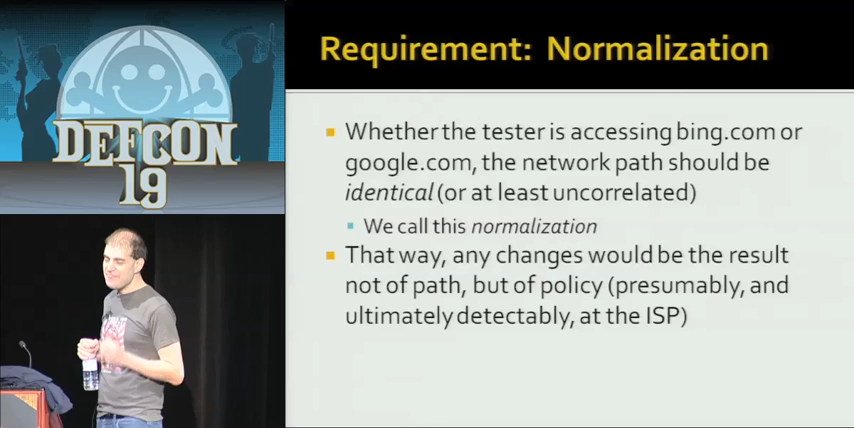 DEFCON
19
Requirement: Normalization
Whether the tester is accessing bing.com or
google.com, the network path should be
identical (or at least uncorrelated)
We call this normalization
That way, any changes would be the result
not of path, but of policy (presumably, and
ultimately detectably, at the ISP)